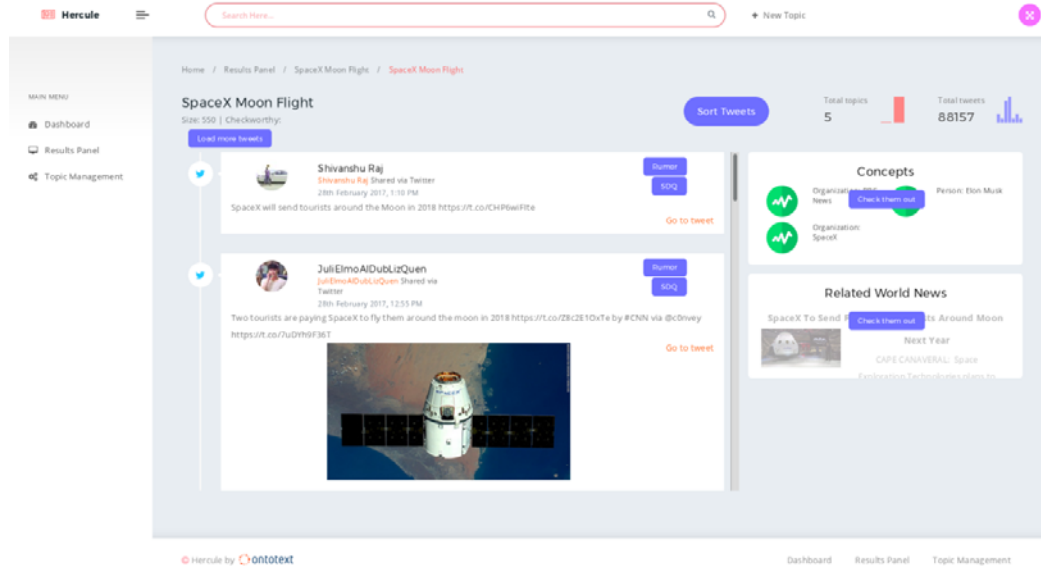 Hercule
Search Here...
+ New Topic
Home / Results Panel / SpaceX Moon Flight / SpaceX Moon Flight
MAIN MENU
Dashboard
Results Panel
Topic Management
SpaceX Moon Flight
Size: 550 | Checkworthy:
Load more tweets
Sort Tweets
Total topics
5
Total tweets
88157
Shivanshu Raj
Shivanshu Raj Shared via Twitter
28th February 2017, 1:10 PM
Rumor
SDQ
SpaceX will send tourists around the Moon in 2018
Go to tweet
JuliElmoAlDubLizQuen
JuliElmoAlDubLizQuen Shared via
Twitter
28th February 2017, 12:55 PM
Rumor
SDQ
Two tourists are paying SpaceX to fly them around the moon in 2018 https://t.co/Z8c2E1OxTe by #CNN via @c0nvey
https://t.co/7uDYh9F36T
Go to tweet
SPACEX
Concepts
Organization:
News
Check them out
Person: Elon Musk
Organization:
SpaceX
Related World News
SpaceX To Send
Check them out
Around Moon
Next Year
CAPE CANAVERAL: Space
Exploration Technologies plans to
© Hercule by ontotext
Dashboard Results Panel Topic Management